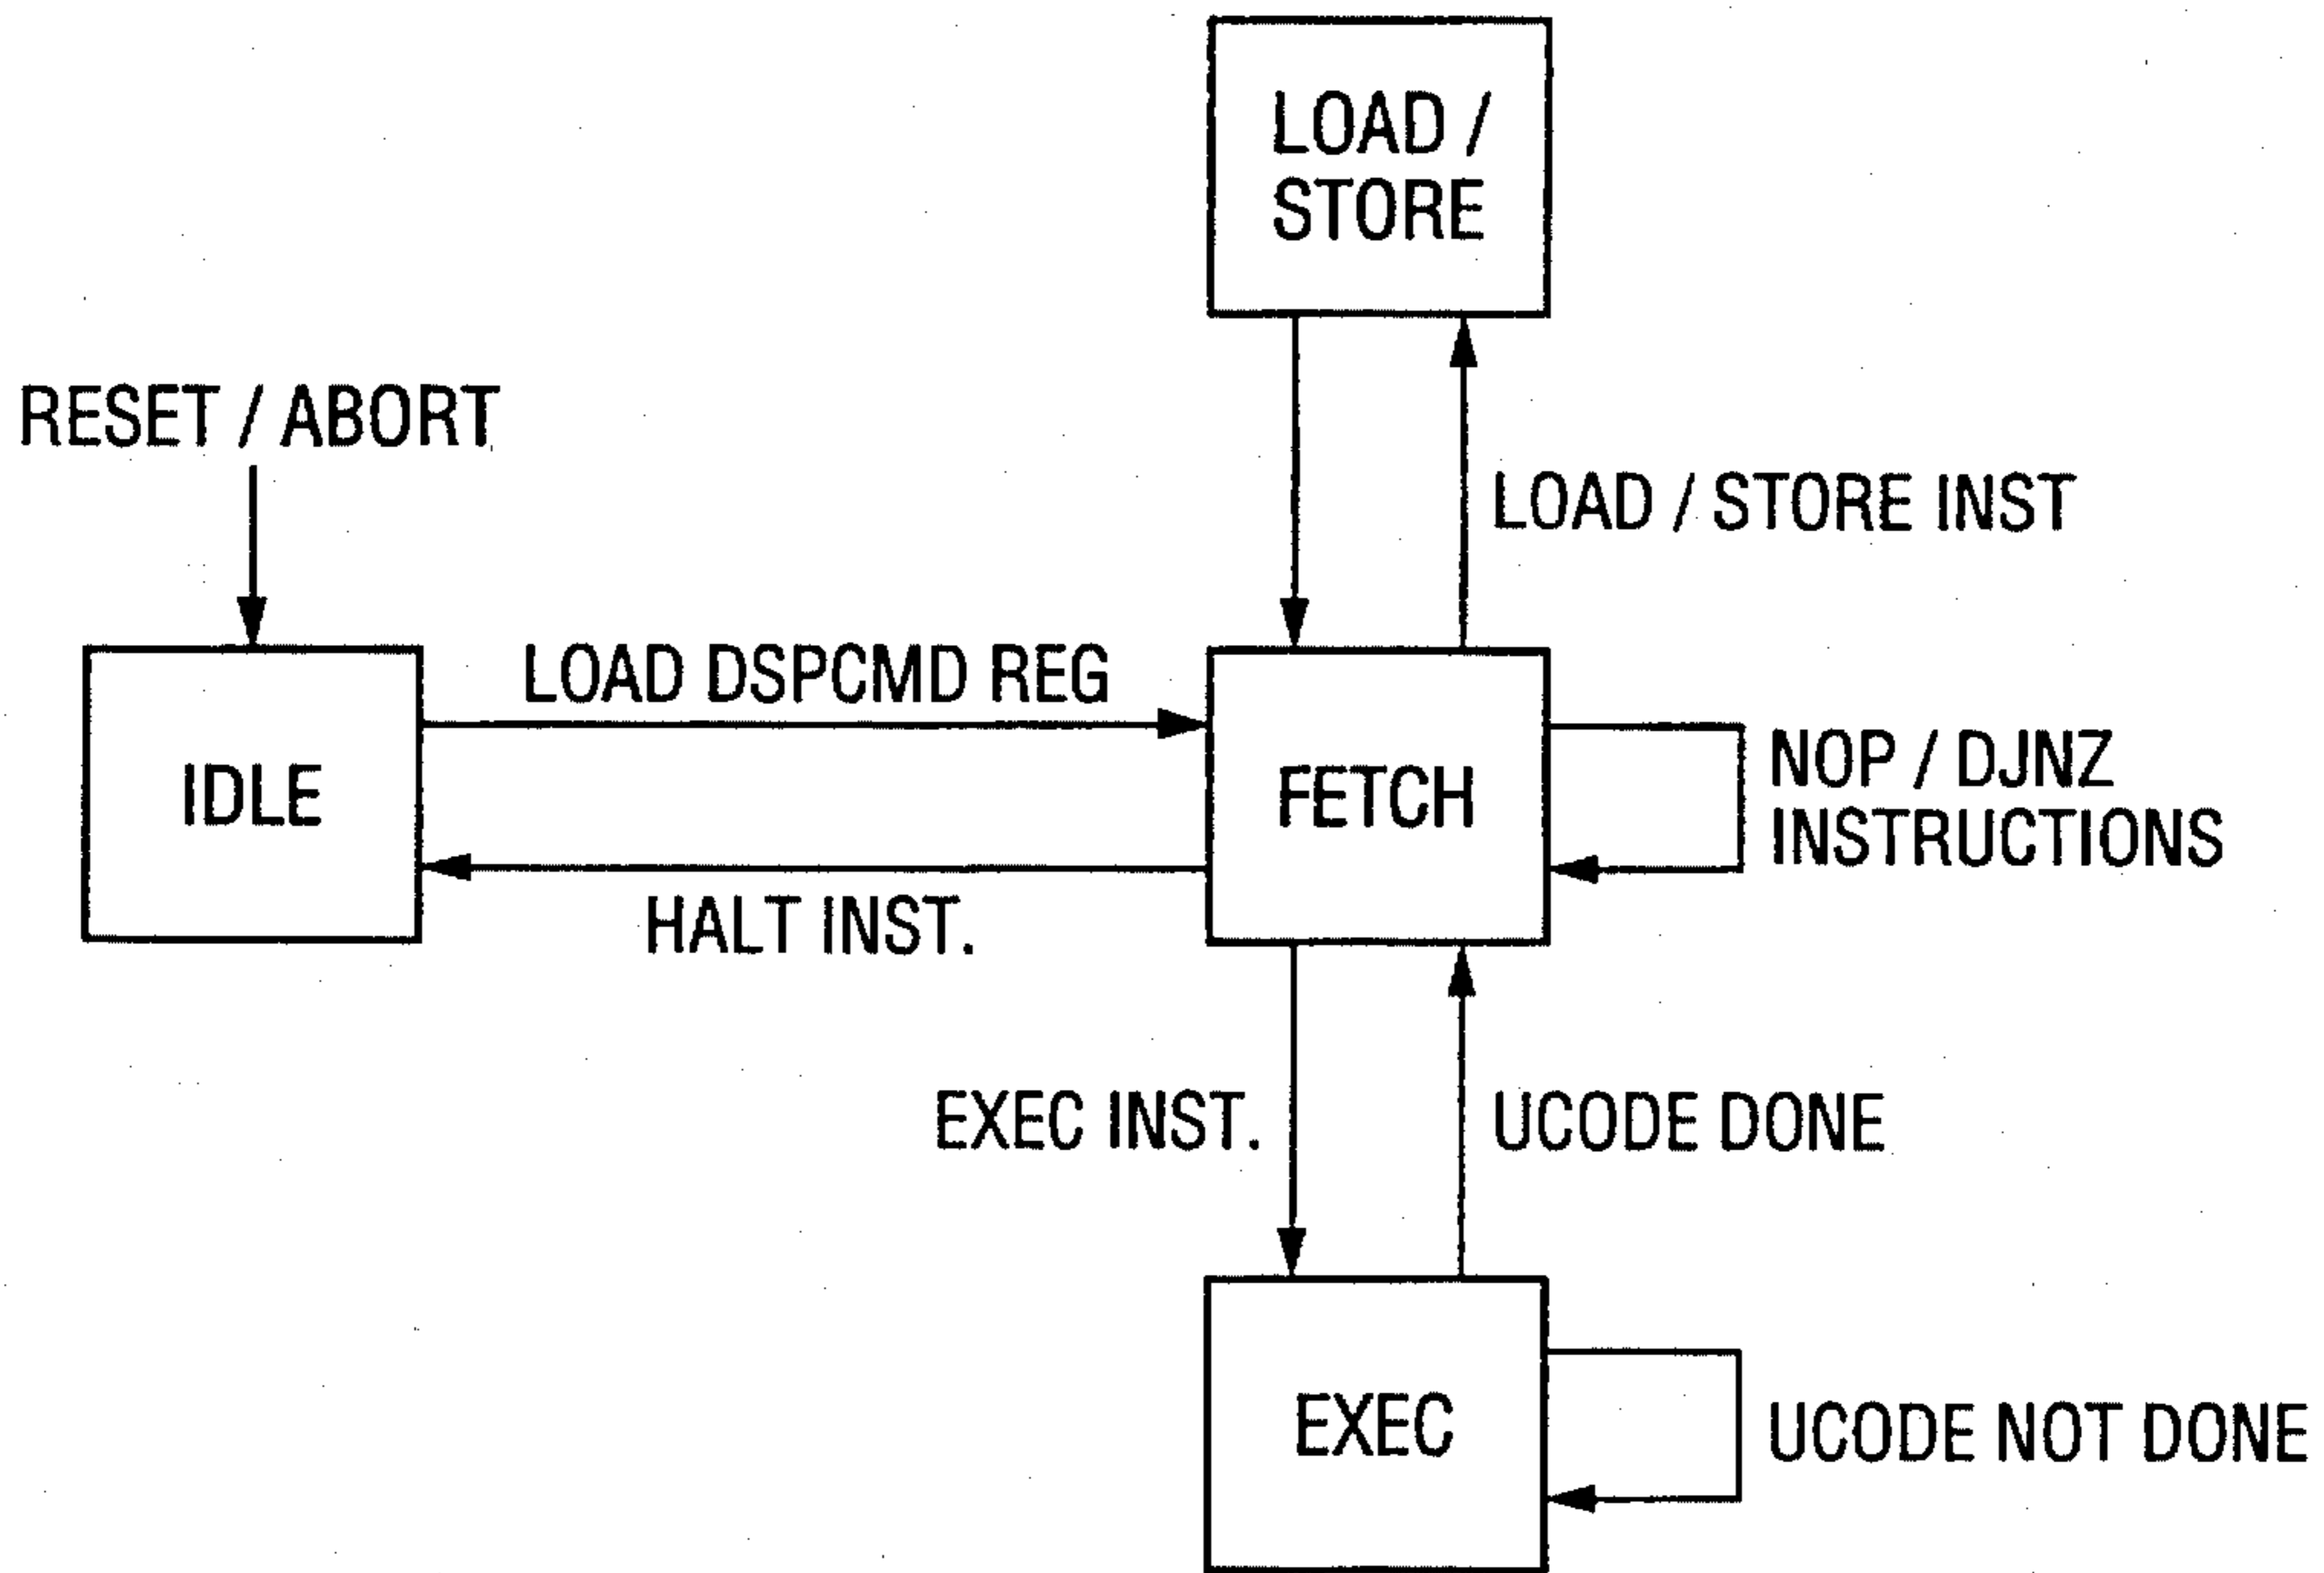 LOAD /
STORE
RESET / ABORT
LOAD / STORE INST
LOAD DSPCMD REG
IDLE
FETCH
NOP / DJNZ
INSTRUCTIONS
HALT INST.
EXEC INST.
UCODE DONE
EXEC
UCODE NOT DONE